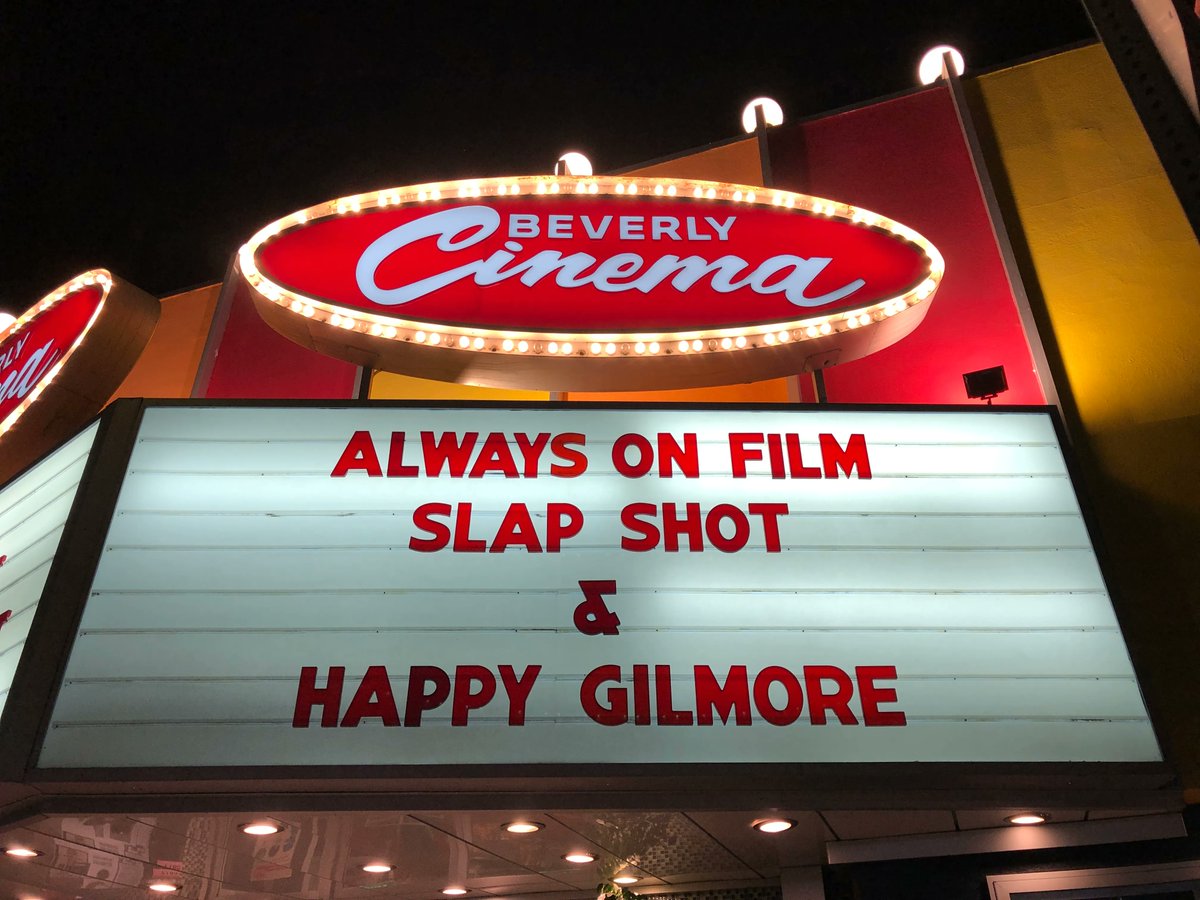 BEVERLY
Cinema
ALWAYS ON FILM
SLAP SHOT
&
HAPPY GILMORE